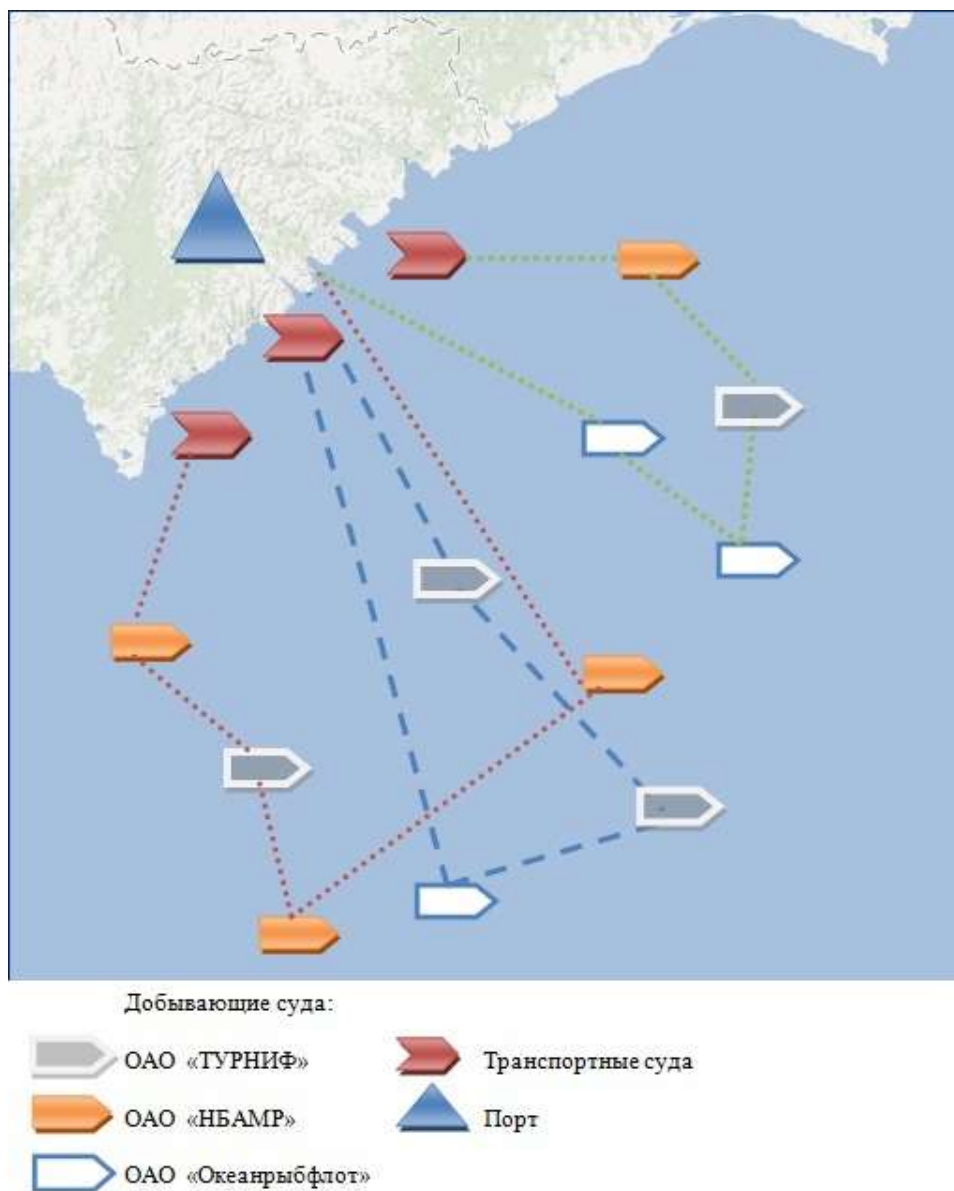 Добывающие суда:
ОАО «ТУРНИФ»
Транспортные суда
ОАО «НБАМР»
Порт
ОАО «Океанрыбфлот»